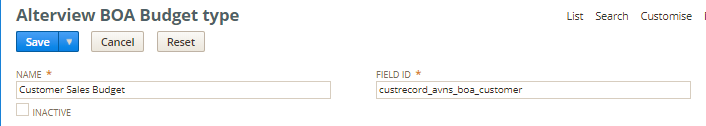 Alterview BOA Budget type
List Search Customise
Save Cancel Reset
NAME * FIELD ID *
Customer Sales Budget custrecord_avns_boa_customer
INACTIVE